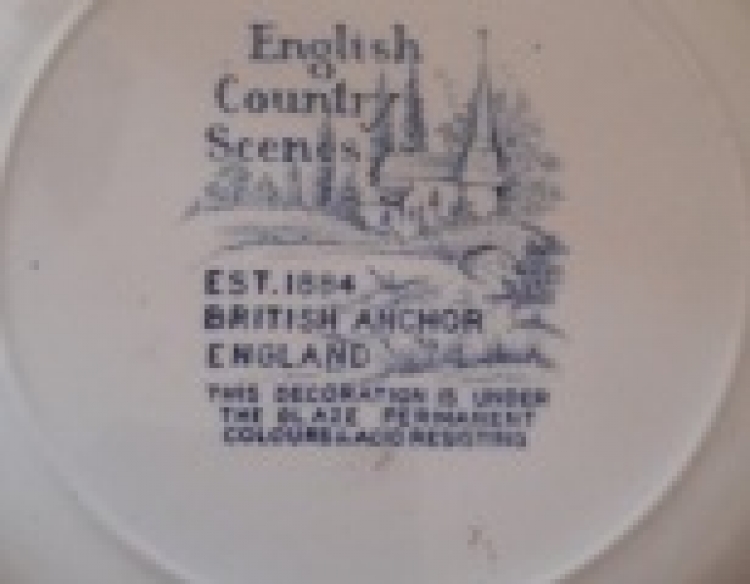 English
Country
Scenes
EST. 1884
BRITISH ANCHOR
ENGLAND
THIS DECORATION IS UNDER
THE GLAZE PERMANENT
COLOURS & ACID RESISTING